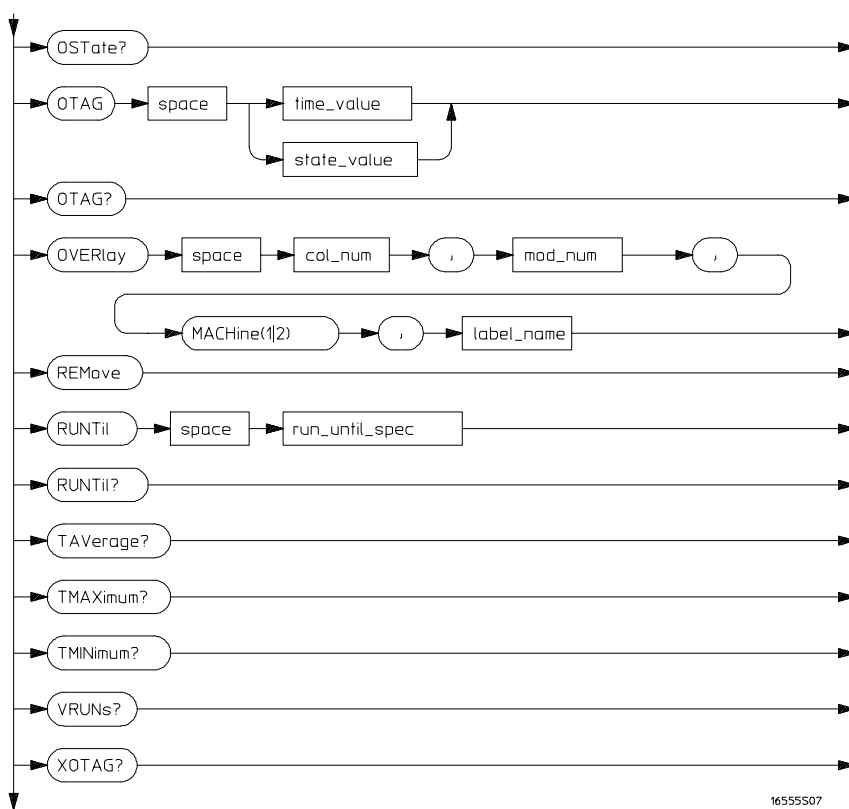 OSTate?
OTAG space time_value
state_value
OTAG?
OVERlay space col_num , mod_num ,
MACHine(1|2) , label_name
REMove
RUNTil space run_until_spec
RUNTil?
TAVerage?
TMAXimum?
TMINimum?
VRUNs?
XOTAG?
16555S07